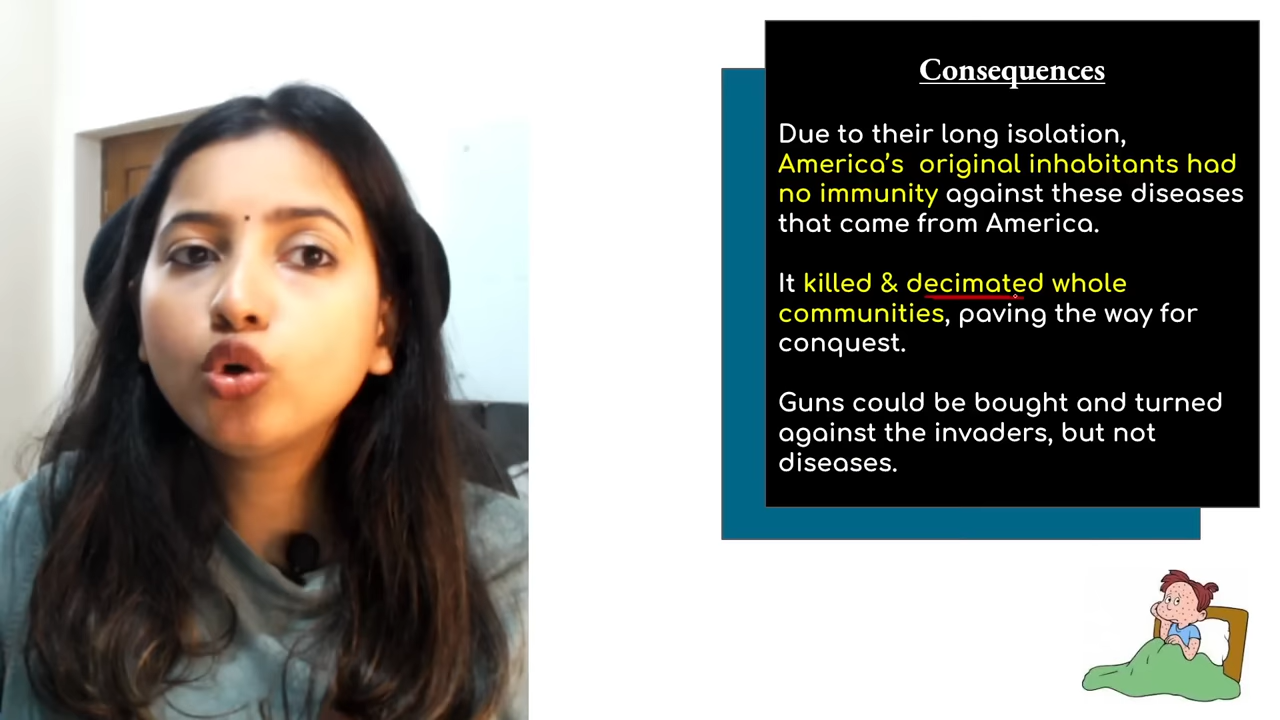 Consequences
Due to their long isolation,
America’s original inhabitants had
no immunity against these diseases
that came from America.
It killed & decimated whole
communities, paving the way for
conquest.
Guns could be bought and turned
against the invaders, but not
diseases.